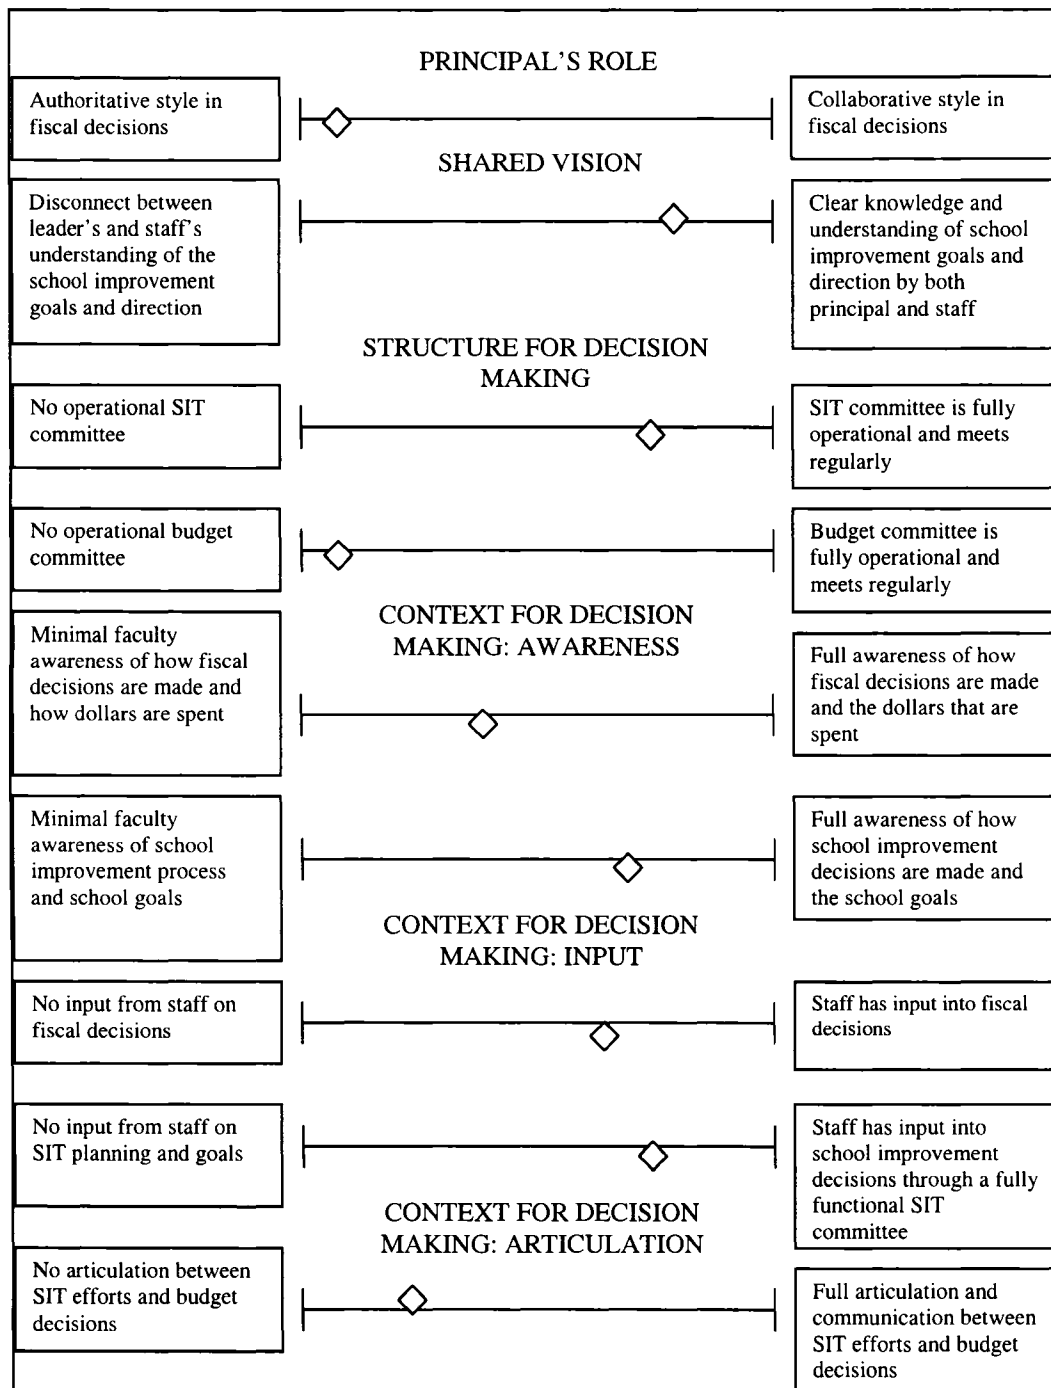 PRINCIPAL'S ROLE
Authoritative style in
fiscal decisions
Collaborative style in
fiscal decisions
SHARED VISION
Disconnect between
leader's and staff's
understanding of the
school improvement
goals and direction
Clear knowledge and
understanding of school
improvement goals and
direction by both
principal and staff
STRUCTURE FOR DECISION
MAKING
No operational SIT
committee
SIT committee is fully
operational and meets
regularly
No operational budget
committee
Budget committee is
fully operational and
meets regularly
CONTEXT FOR DECISION
MAKING: AWARENESS
Minimal faculty
awareness of how fiscal
decisions are made and
how dollars are spent
Full awareness of how
fiscal decisions are made
and the dollars that are
spent
Minimal faculty
awareness of school
improvement process
and school goals
Full awareness of how
school improvement
decisions are made and
the school goals
CONTEXT FOR DECISION
MAKING: INPUT
No input from staff on
fiscal decisions
Staff has input into fiscal
decisions
No input from staff on
SIT planning and goals
Staff has input into
school improvement
decisions through a fully
functional SIT
committee
CONTEXT FOR DECISION
MAKING: ARTICULATION
No articulation between
SIT efforts and budget
decisions
Full articulation and
communication between
SIT efforts and budget
decisions